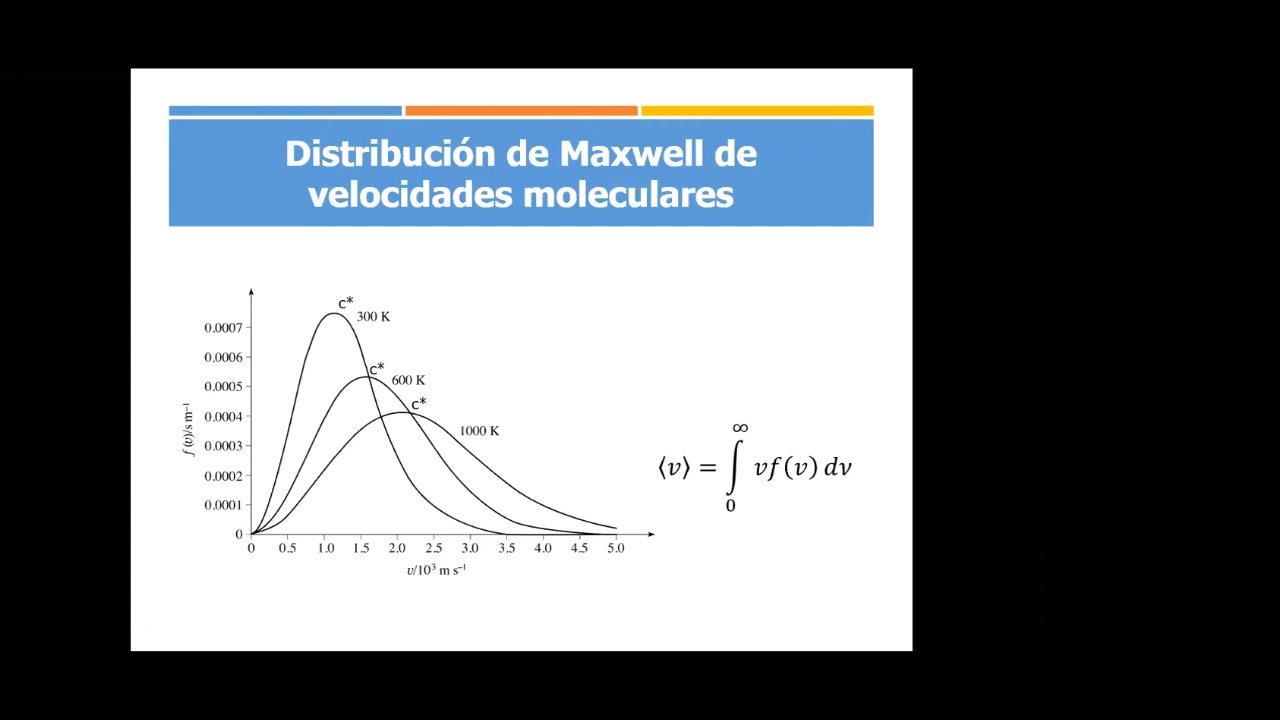 Distribución de Maxwell de
velocidades moleculares
c*
300 K
c*
600 K
c*
1000 K
0.0007
0.0006
0.0005
0.0004
0.0003
0.0002
0.0001
0
f (υ)/s m⁻¹
0 0.5 1.0 1.5 2.0 2.5 3.0 3.5 4.0 4.5 5.0
υ/10³ m s⁻¹
⟨v⟩ = ∫₀^∞ vf(v) dv